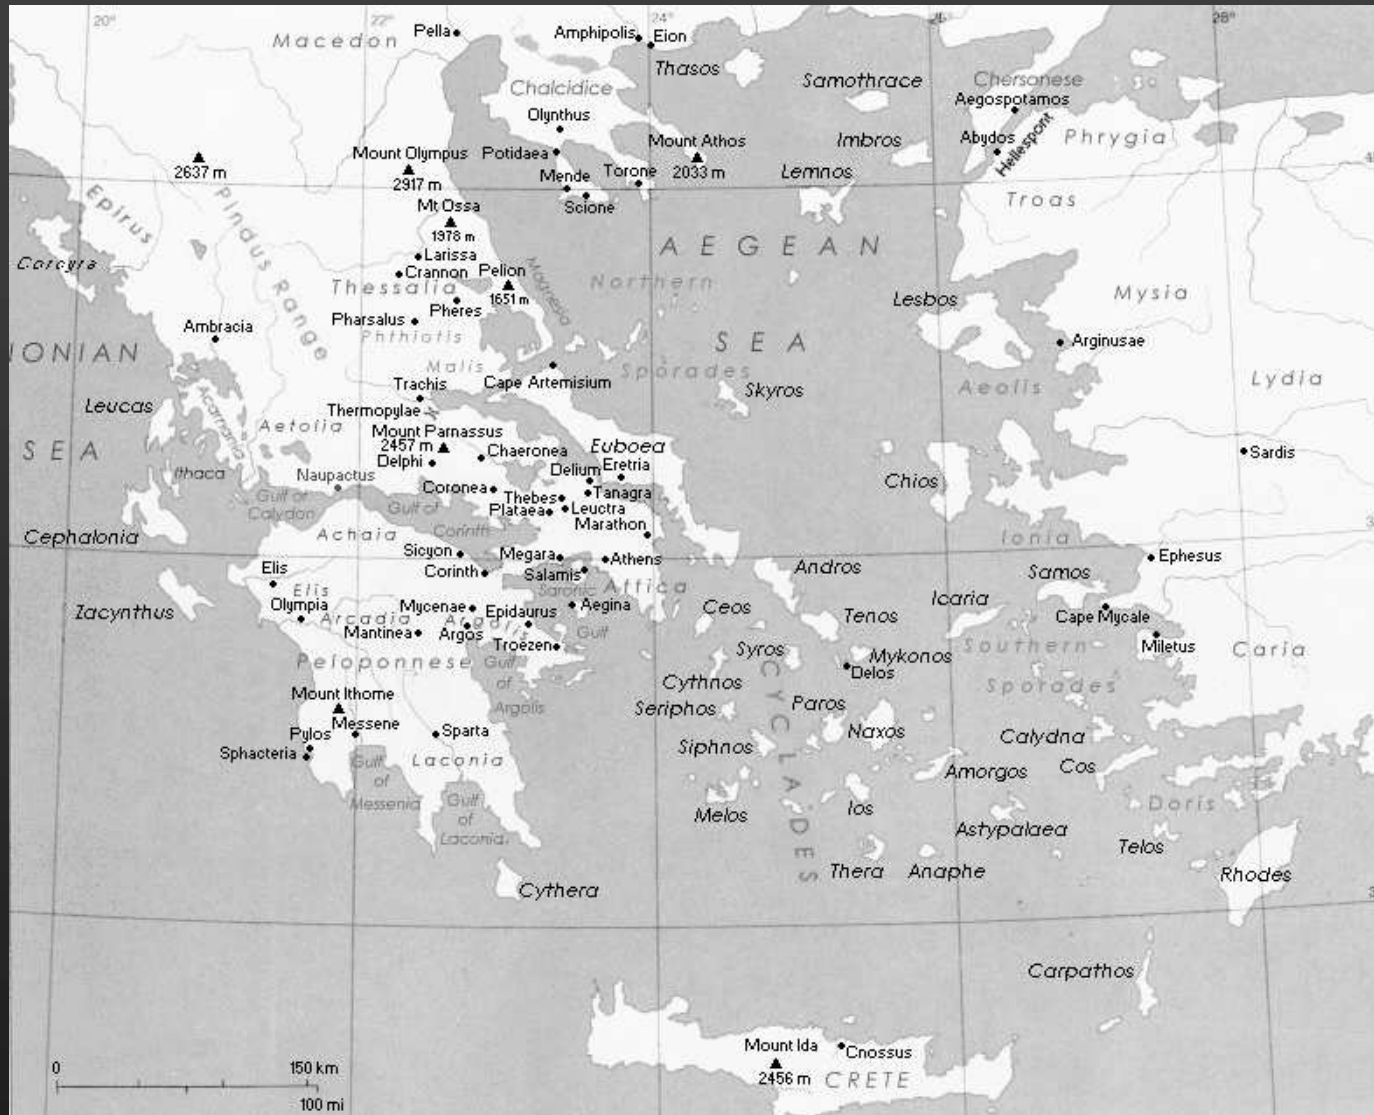 20°
22°
24°
26°
28°
Macedon
Pella
Amphipolis
Eion
Thasos
Samothrace
Chersonese
Aegospotamos
Chalcidice
Olynthus
Imbros
Abydos
Hellespont
Phrygia
Mount Olympus
2917 m
2637 m
Potidaea
Mount Athos
2033 m
Mende
Torone
Scione
Lemnos
Troas
Epirus
Pindus Range
Mt Ossa
1978 m
AEGEAN
SEA
Corcyra
Larissa
Crannon
Pelion
1651 m
Magnesia
Northern
Sporades
Thessalia
Pheres
Pharsalus
Phthiotis
Lesbos
Mysia
Ambracia
IONIAN
SEA
Malis
Cape Artemisium
Skyros
Arginusae
Aeolis
Lydia
Leucas
Acarnania
Trachis
Thermopylae
Aetolia
Mount Parnassus
2457 m
Delphi
Chaeronea
Euboea
Delium
Eretria
Sardis
Ithaca
Naupactus
Coronea
Thebes
Tanagra
Plataea
Leuctra
Marathon
Chios
Gulf of
Calydon
Gulf of
Corinth
Cephalonia
Achaia
Sicyon
Megara
Athens
Ionia
Ephesus
Elis
Corinth
Salamis
Attica
Andros
Samos
Elis
Saronic
Gulf
Zacynthus
Olympia
Arcadia
Mycenae
Epidaurus
Aegina
Ceos
Tenos
Icaria
Cape Mycale
Mantinea
Argos
Argolis
Troezen
Syros
Mykonos
Delos
Southern
Sporades
Miletus
Caria
Peloponnese
Gulf
of
Argolis
Cythnos
CYCLADES
Mount Ithome
Messene
Seriphos
Paros
Pylos
Sparta
Sphacteria
Laconia
Siphnos
Naxos
Calydna
Gulf
of
Messenia
Amorgos
Cos
Gulf
of
Laconia
Melos
Ios
Doris
Astypalaea
Telos
Thera
Anaphe
Rhodes
Cythera
Carpathos
Mount Ida
2456 m
Cnossus
CRETE
0
150 km
100 mi